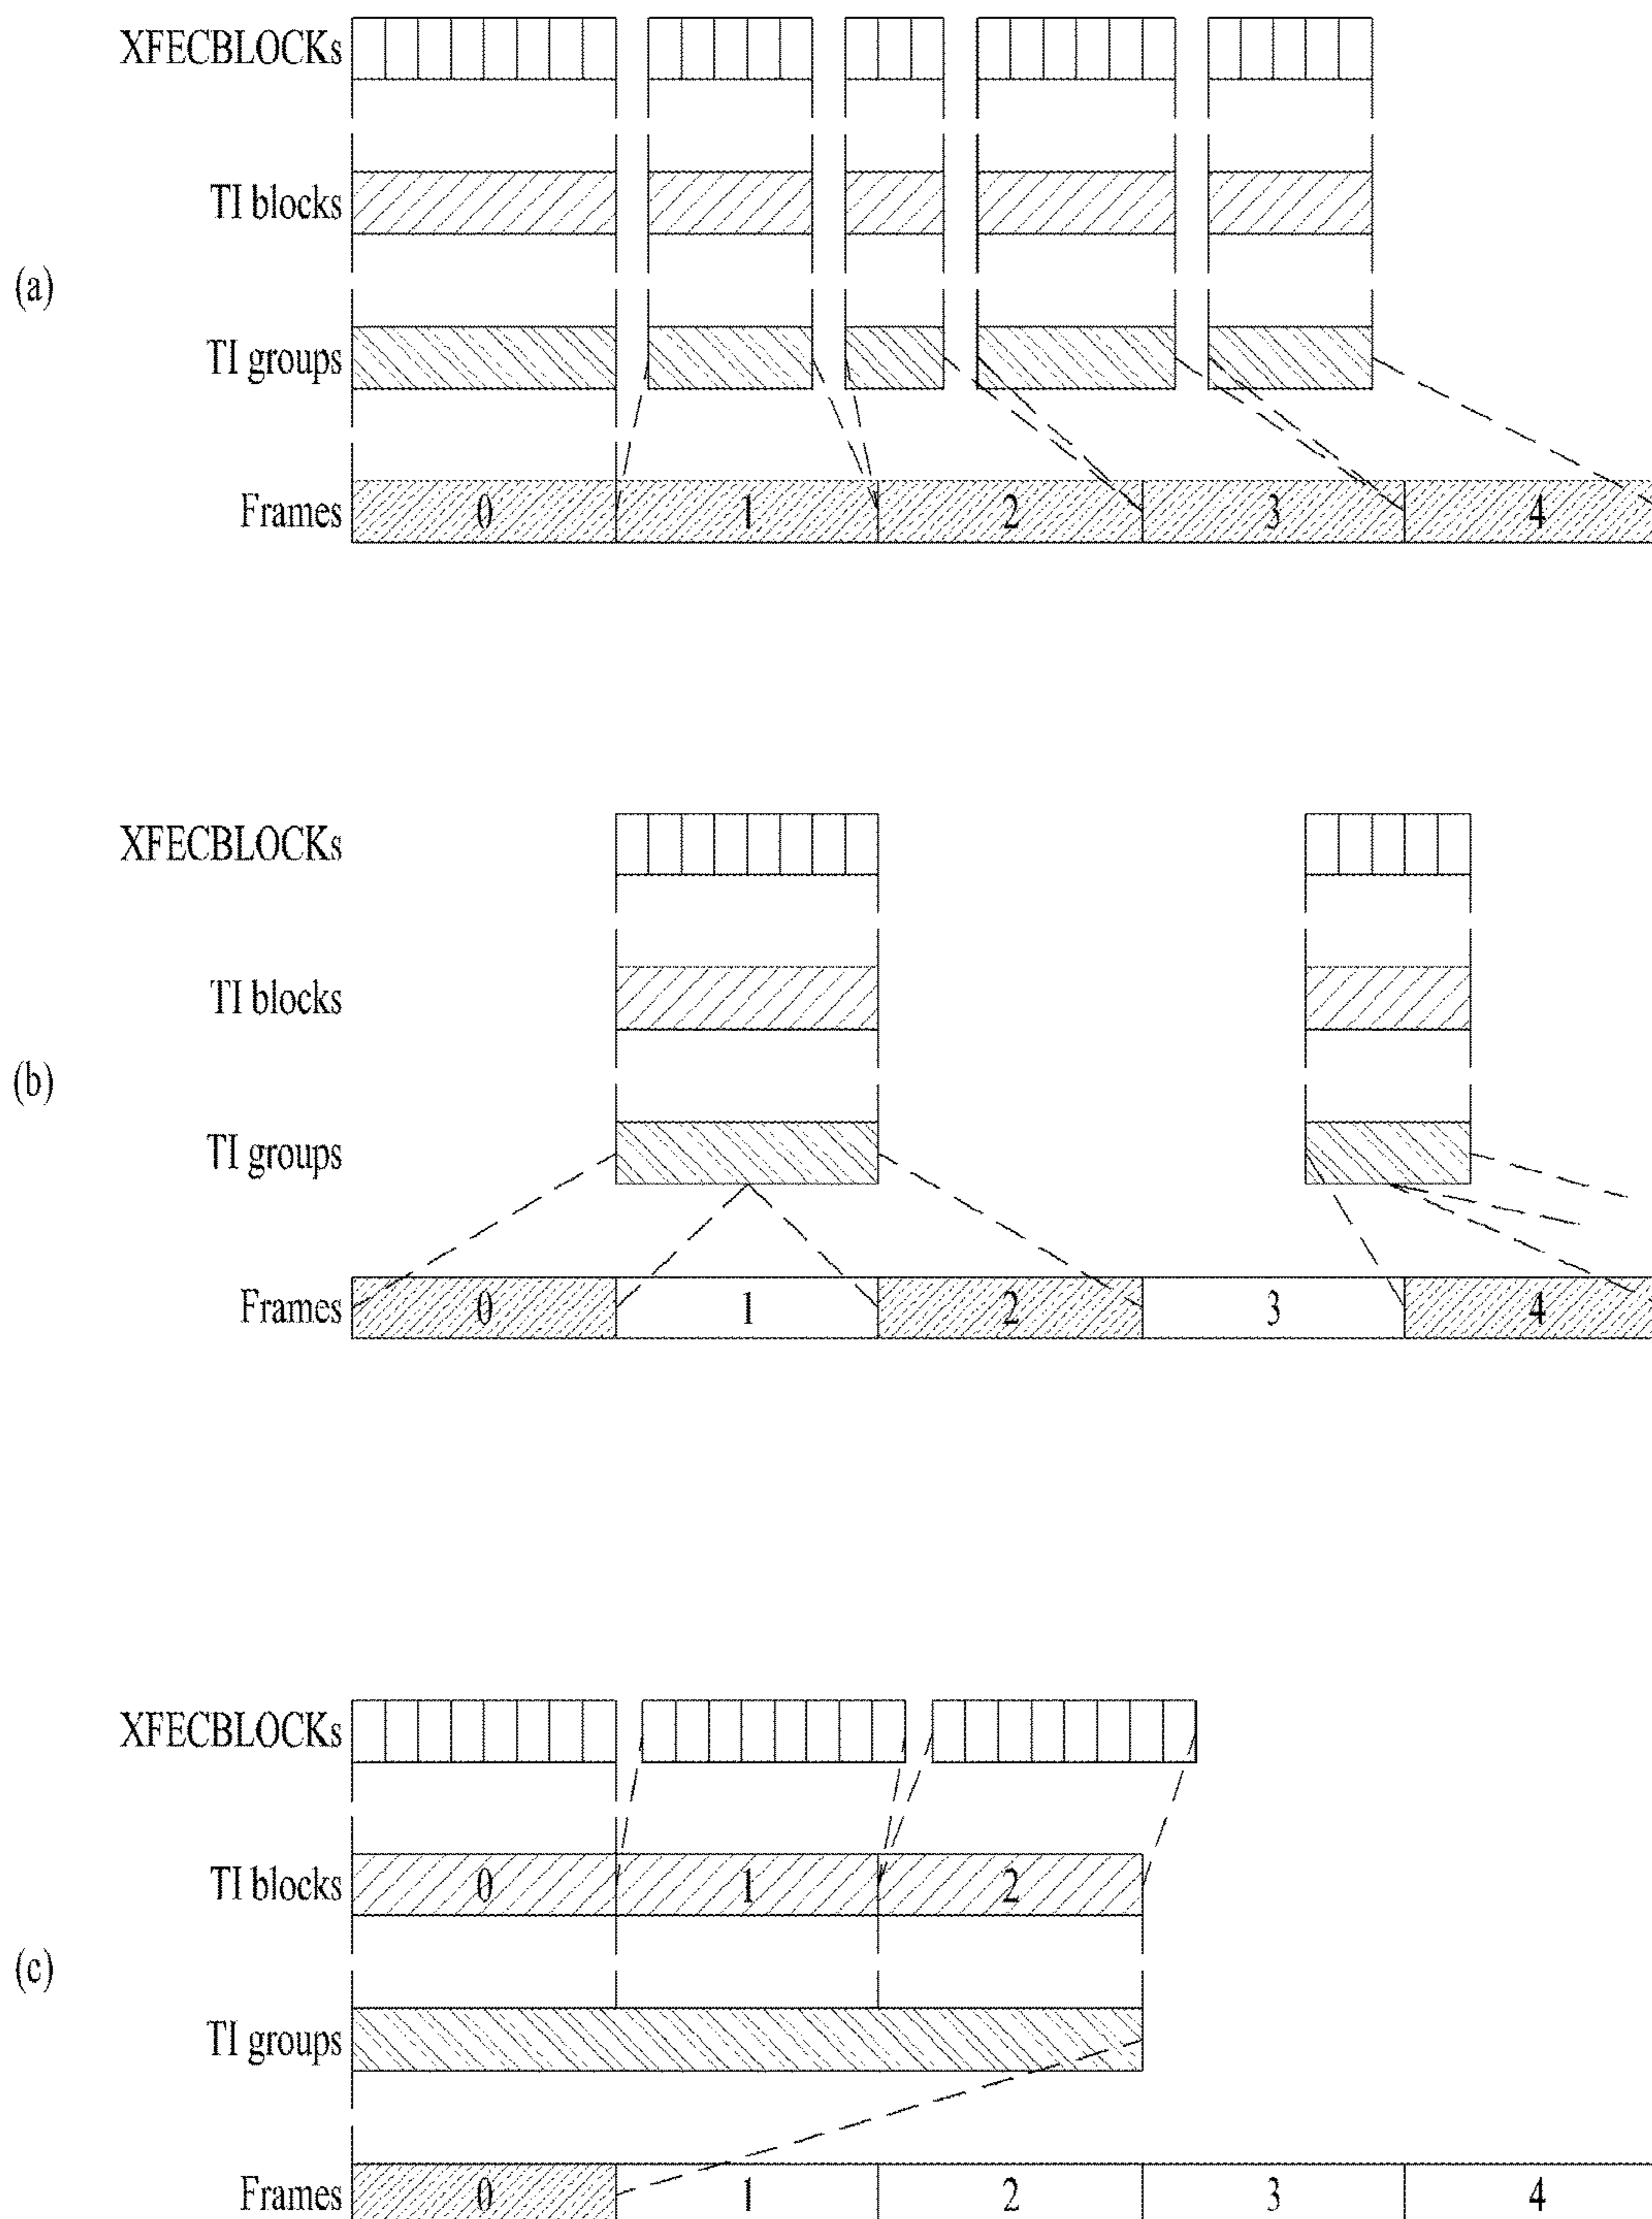 XFECBLOCKs
TI blocks
(a)
TI groups
Frames 0 1 2 3 4
XFECBLOCKs
TI blocks
(b)
TI groups
Frames 0 1 2 3 4
XFECBLOCKs
TI blocks 0 1 2
(c)
TI groups
Frames 0 1 2 3 4